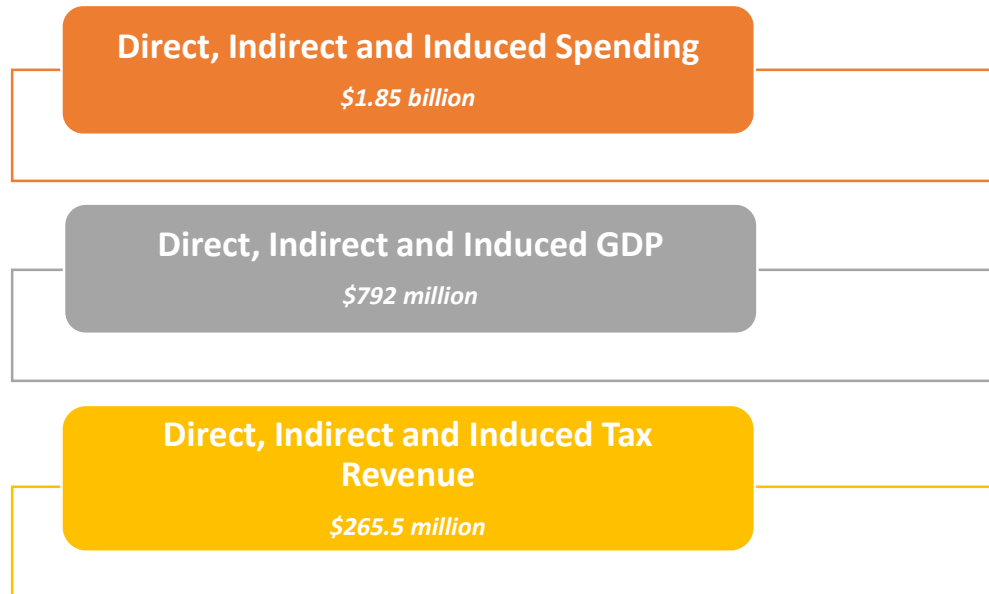 Direct, Indirect and Induced Spending
$1.85 billion
Direct, Indirect and Induced GDP
$792 million
Direct, Indirect and Induced Tax
Revenue
$265.5 million